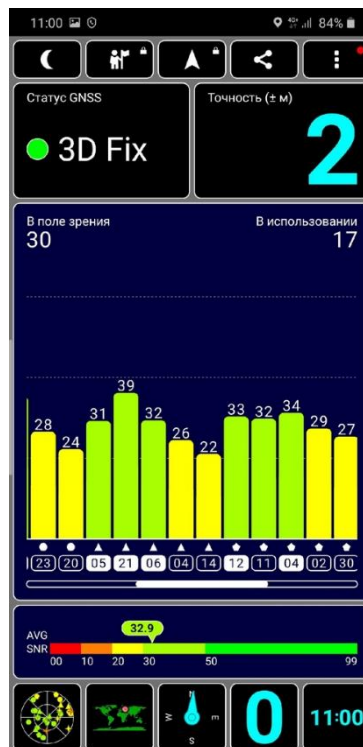 11:00 84%
Статус GNSS
3D Fix
Точность (± м)
2
В поле зрения
30
В использовании
17
28 24 31 39 32 26 22 33 32 34 29 27
23 20 05 21 06 04 14 12 11 04 02 30
32.9
AVG
SNR
00 10 20 30 50 99
N
W E
S
0
11:00